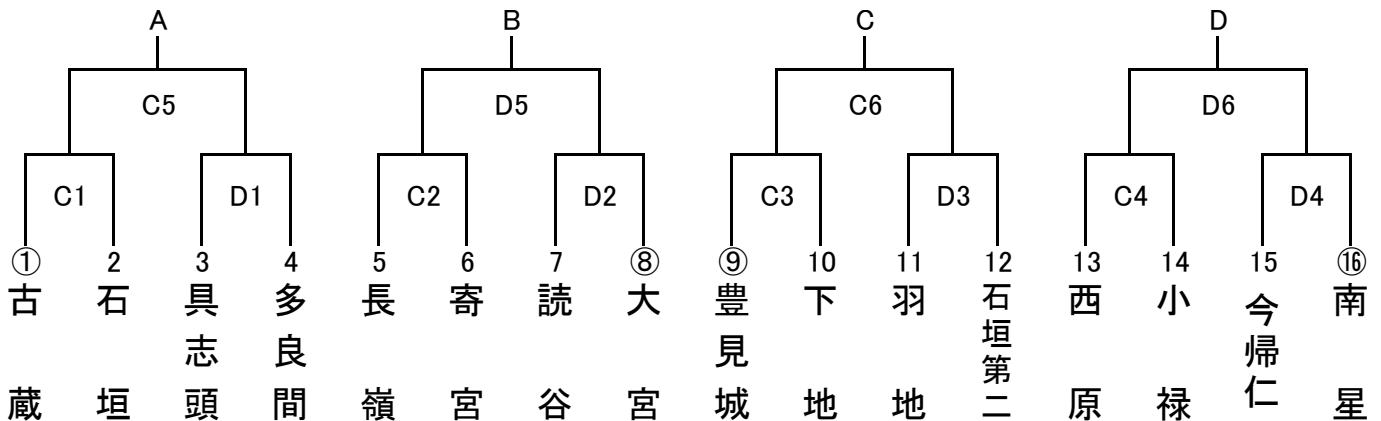 A B C D
C5 D5 C6 D6
C1 D1 C2 D2 C3 D3 C4 D4
① 2 3 4 5 6 7 ⑧ ⑨ 10 11 12 13 14 15 ⑯
古蔵
石垣
具志頭
多良間
長嶺
寄宮
読谷
大宮
豊見城
下地
羽地
石垣第二
西原
小禄
今帰仁
南星